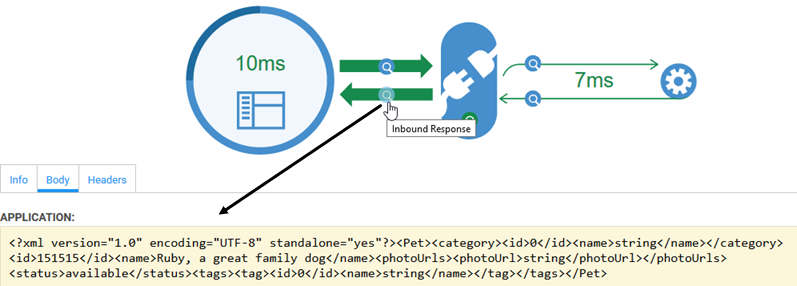 10ms
7ms
Inbound Response
Info
Body
Headers
APPLICATION:
<?xml version="1.0" encoding="UTF-8" standalone="yes"?><Pet><category><id>0</id><name>string</name></category>
<id>151515</id><name>Ruby, a great family dog</name><photoUrls><photoUrl>string</photoUrl></photoUrls>
<status>available</status><tags><tag><id>0</id><name>string</name></tag></tags></Pet>